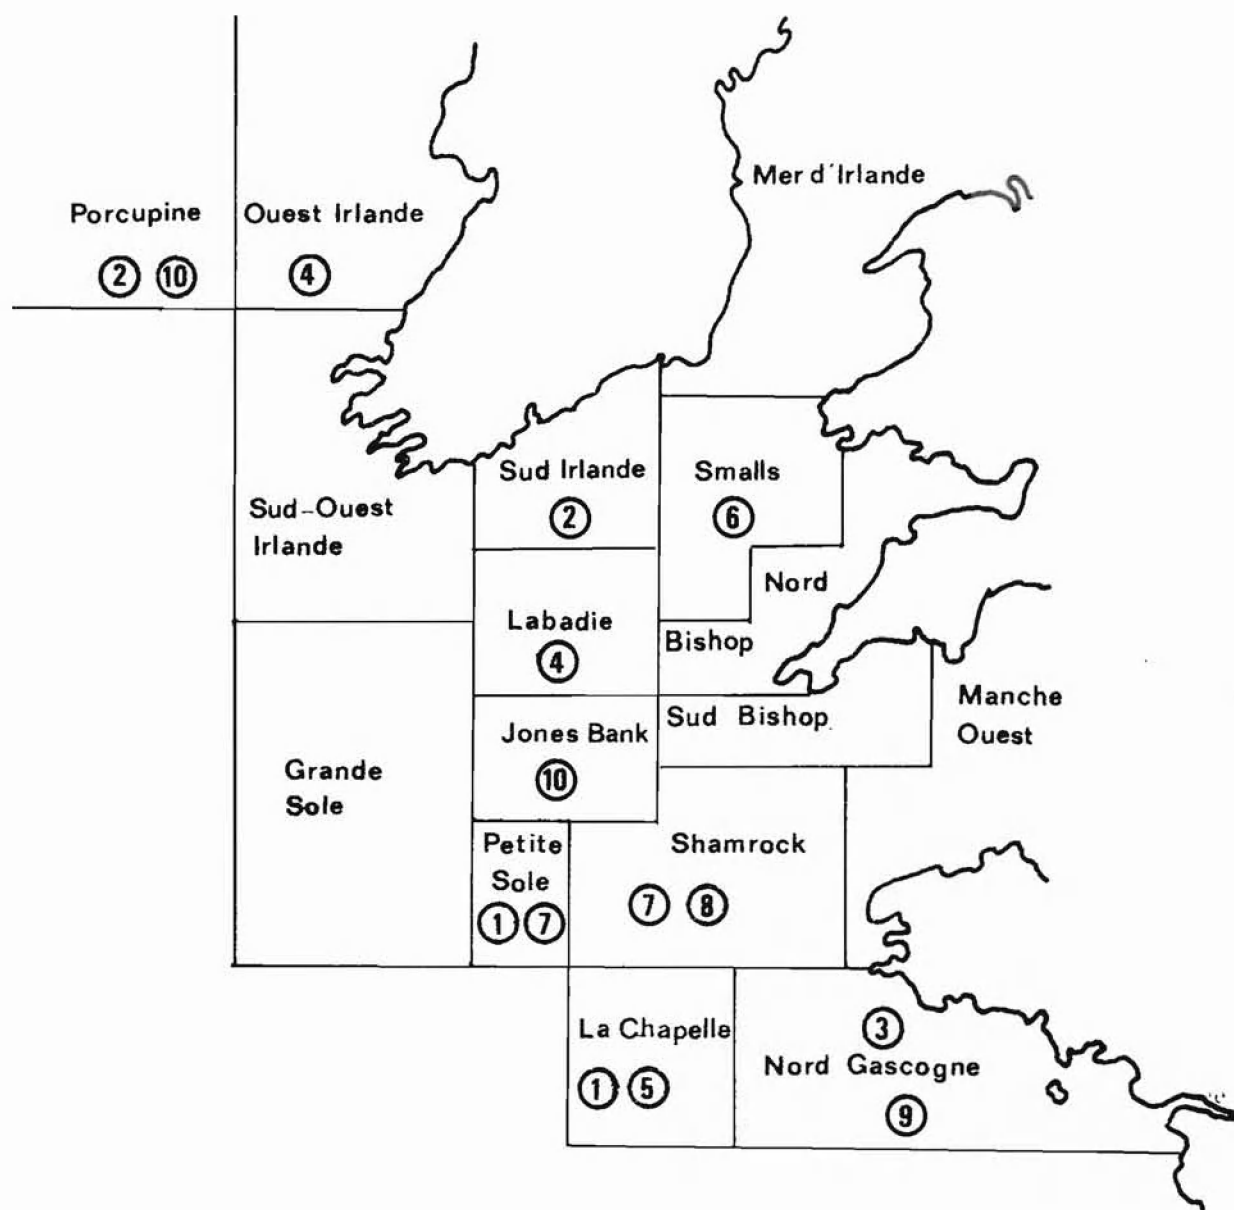 Mer d'Irlande
Porcupine
2 10
Ouest Irlande
4
Sud-Ouest
Irlande
Sud Irlande
2
Smalls
6
Nord
Bishop
Labadie
4
Sud Bishop
Manche
Ouest
Jones Bank
10
Grande
Sole
Petite
Sole
1 7
Shamrock
7 8
La Chapelle
1 5
3
Nord Gascogne
9